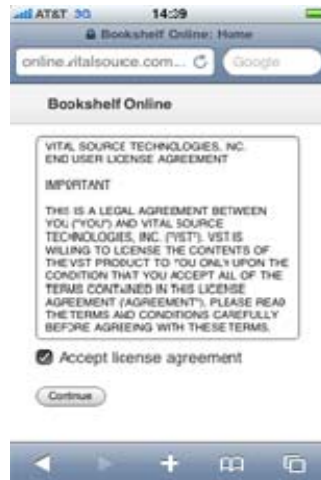 AT&T 3G 14:39
Bookshelf Online: Home
online.vitalsource.com... Google
Bookshelf Online
VITAL SOURCE TECHNOLOGIES, INC.
END USER LICENSE AGREEMENT
IMPORTANT
THIS IS A LEGAL AGREEMENT BETWEEN
YOU ("YOU") AND VITAL SOURCE
TECHNOLOGIES, INC. ("VST"). VST IS
WILLING TO LICENSE THE CONTENTS OF
THE VST PRODUCT TO YOU ONLY UPON THE
CONDITION THAT YOU ACCEPT ALL OF THE
TERMS CONTAINED IN THIS LICENSE
AGREEMENT ("AGREEMENT"). PLEASE READ
THE TERMS AND CONDITIONS CAREFULLY
BEFORE AGREEING WITH THESE TERMS.
Accept license agreement
Continue